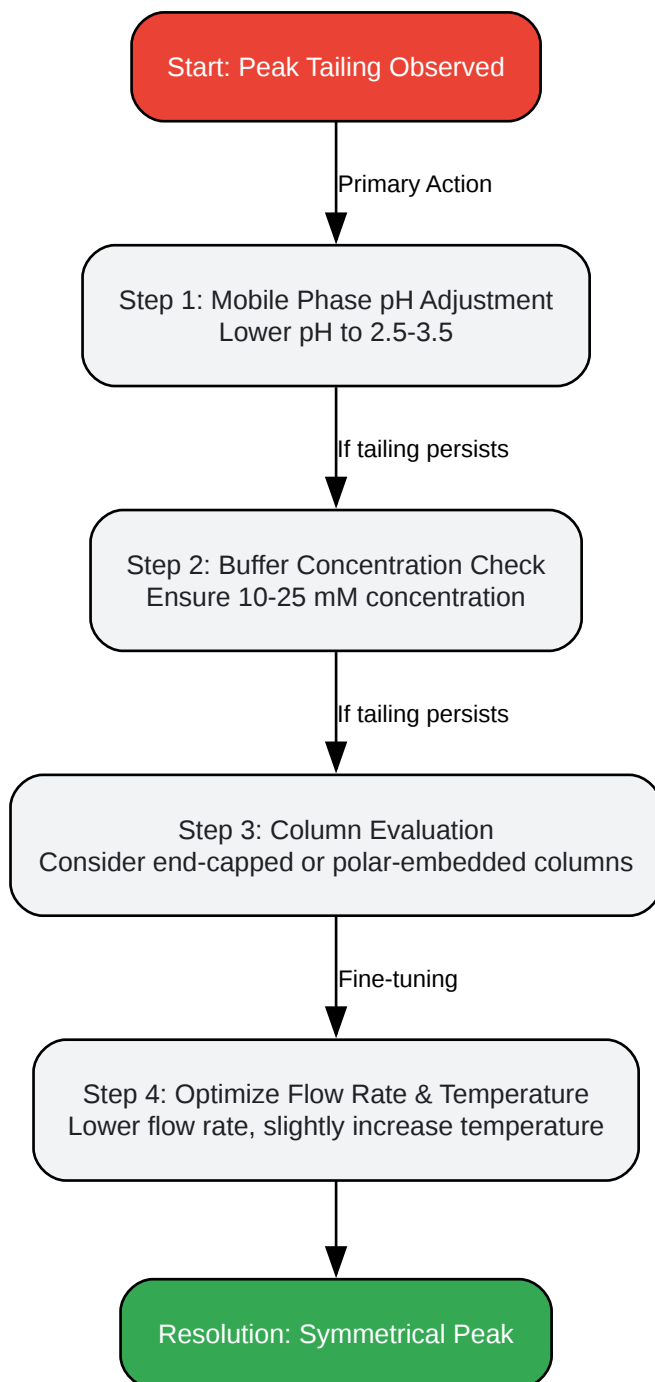 Start: Peak Tailing Observed
Primary Action
Step 1: Mobile Phase pH Adjustment
Lower pH to 2.5-3.5
If tailing persists
Step 2: Buffer Concentration Check
Ensure 10-25 mM concentration
If tailing persists
Step 3: Column Evaluation
Consider end-capped or polar-embedded columns
Fine-tuning
Step 4: Optimize Flow Rate & Temperature
Lower flow rate, slightly increase temperature
Resolution: Symmetrical Peak